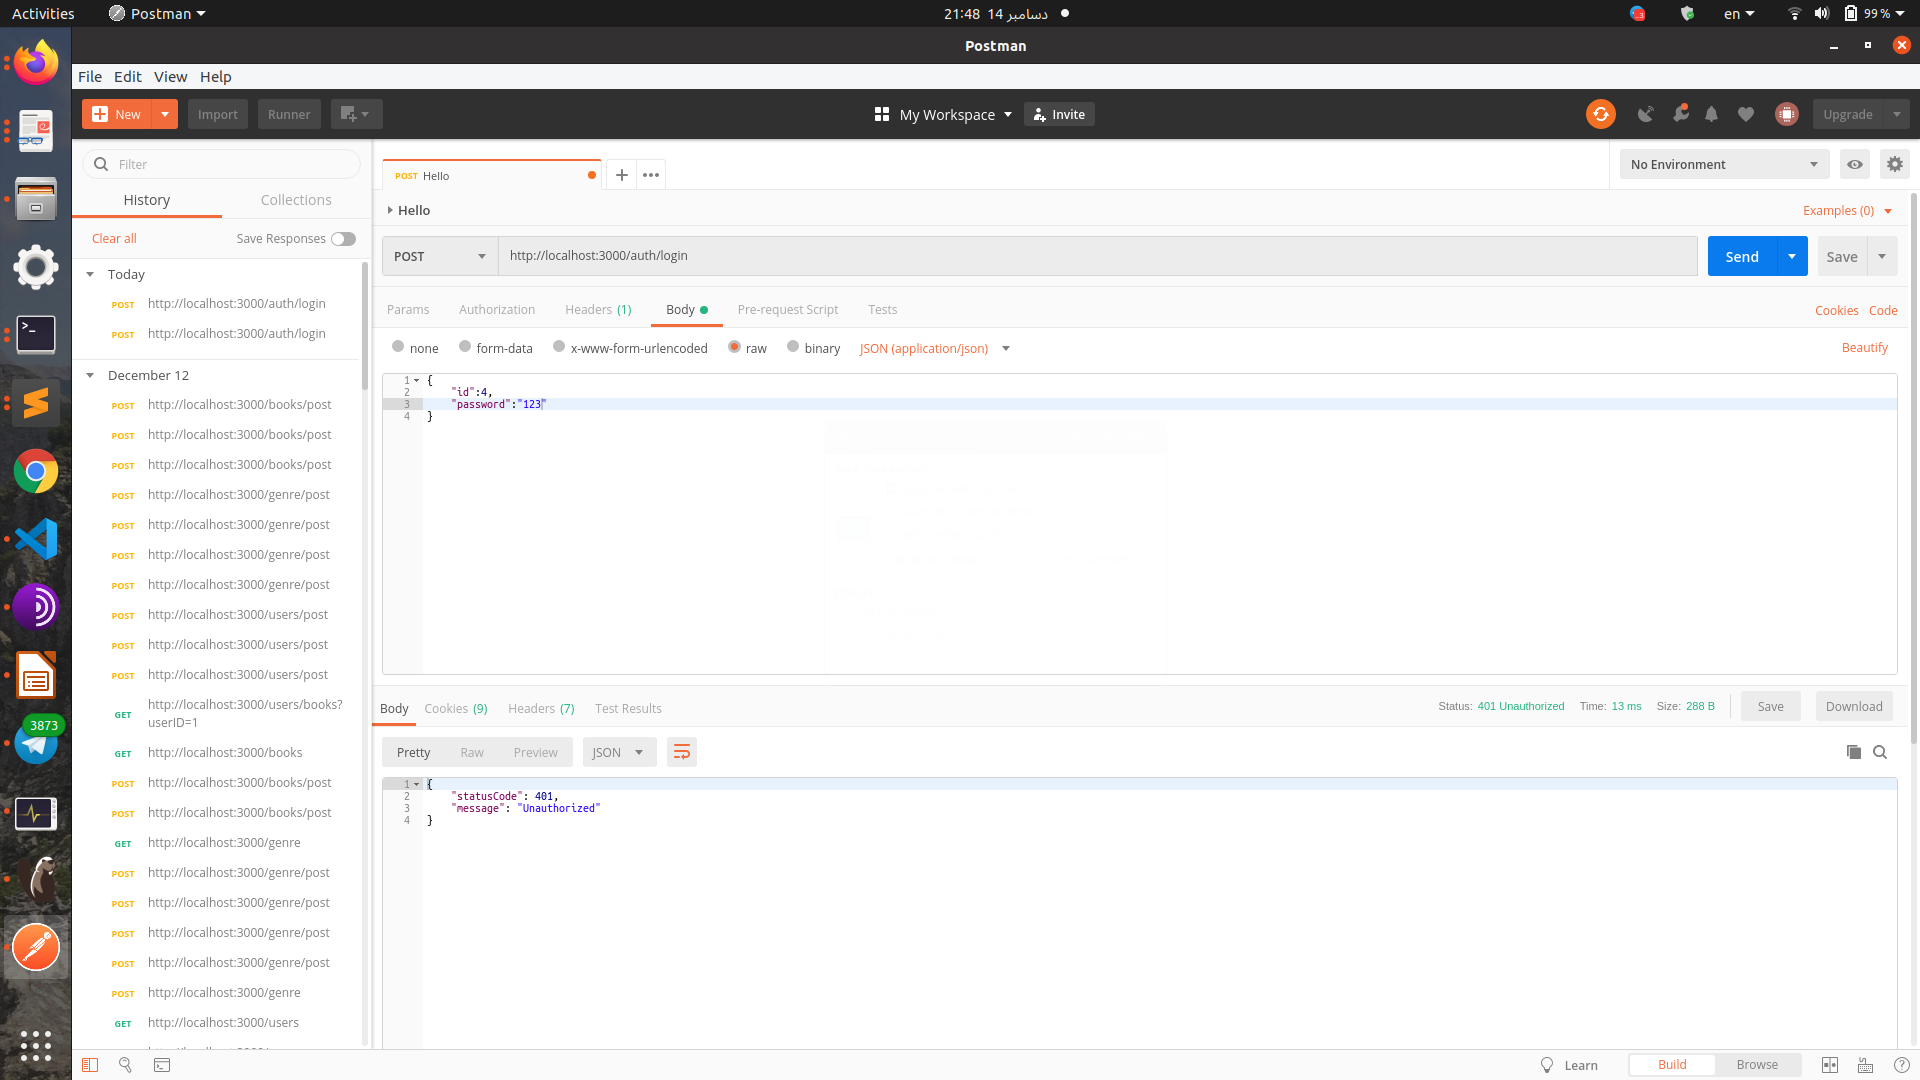 Activities
Postman
21:48 14 دسامبر
en
99 %
Postman
File Edit View Help
New
Import
Runner
My Workspace
Invite
Upgrade
Filter
History
Collections
Clear all
Save Responses
Today
POST http://localhost:3000/auth/login
POST http://localhost:3000/auth/login
December 12
POST http://localhost:3000/books/post
POST http://localhost:3000/books/post
POST http://localhost:3000/books/post
POST http://localhost:3000/genre/post
POST http://localhost:3000/genre/post
POST http://localhost:3000/genre/post
POST http://localhost:3000/genre/post
POST http://localhost:3000/users/post
POST http://localhost:3000/users/post
POST http://localhost:3000/users/post
GET http://localhost:3000/users/books?
userID=1
GET http://localhost:3000/books
POST http://localhost:3000/books/post
POST http://localhost:3000/books/post
GET http://localhost:3000/genre
POST http://localhost:3000/genre/post
POST http://localhost:3000/genre/post
POST http://localhost:3000/genre/post
POST http://localhost:3000/genre/post
POST http://localhost:3000/genre
GET http://localhost:3000/users
3873
POST Hello
No Environment
Hello
Examples (0)
POST
http://localhost:3000/auth/login
Send
Save
Params Authorization Headers (1) Body Pre-request Script Tests
Cookies Code
none form-data x-www-form-urlencoded raw binary JSON (application/json)
Beautify
1 {
2 "id":4,
3 "password":"123"
4 }
Body Cookies (9) Headers (7) Test Results
Status: 401 Unauthorized Time: 13 ms Size: 288 B
Save
Download
Pretty Raw Preview JSON
1 {
2 "statusCode": 401,
3 "message": "Unauthorized"
4 }
Learn
Build
Browse